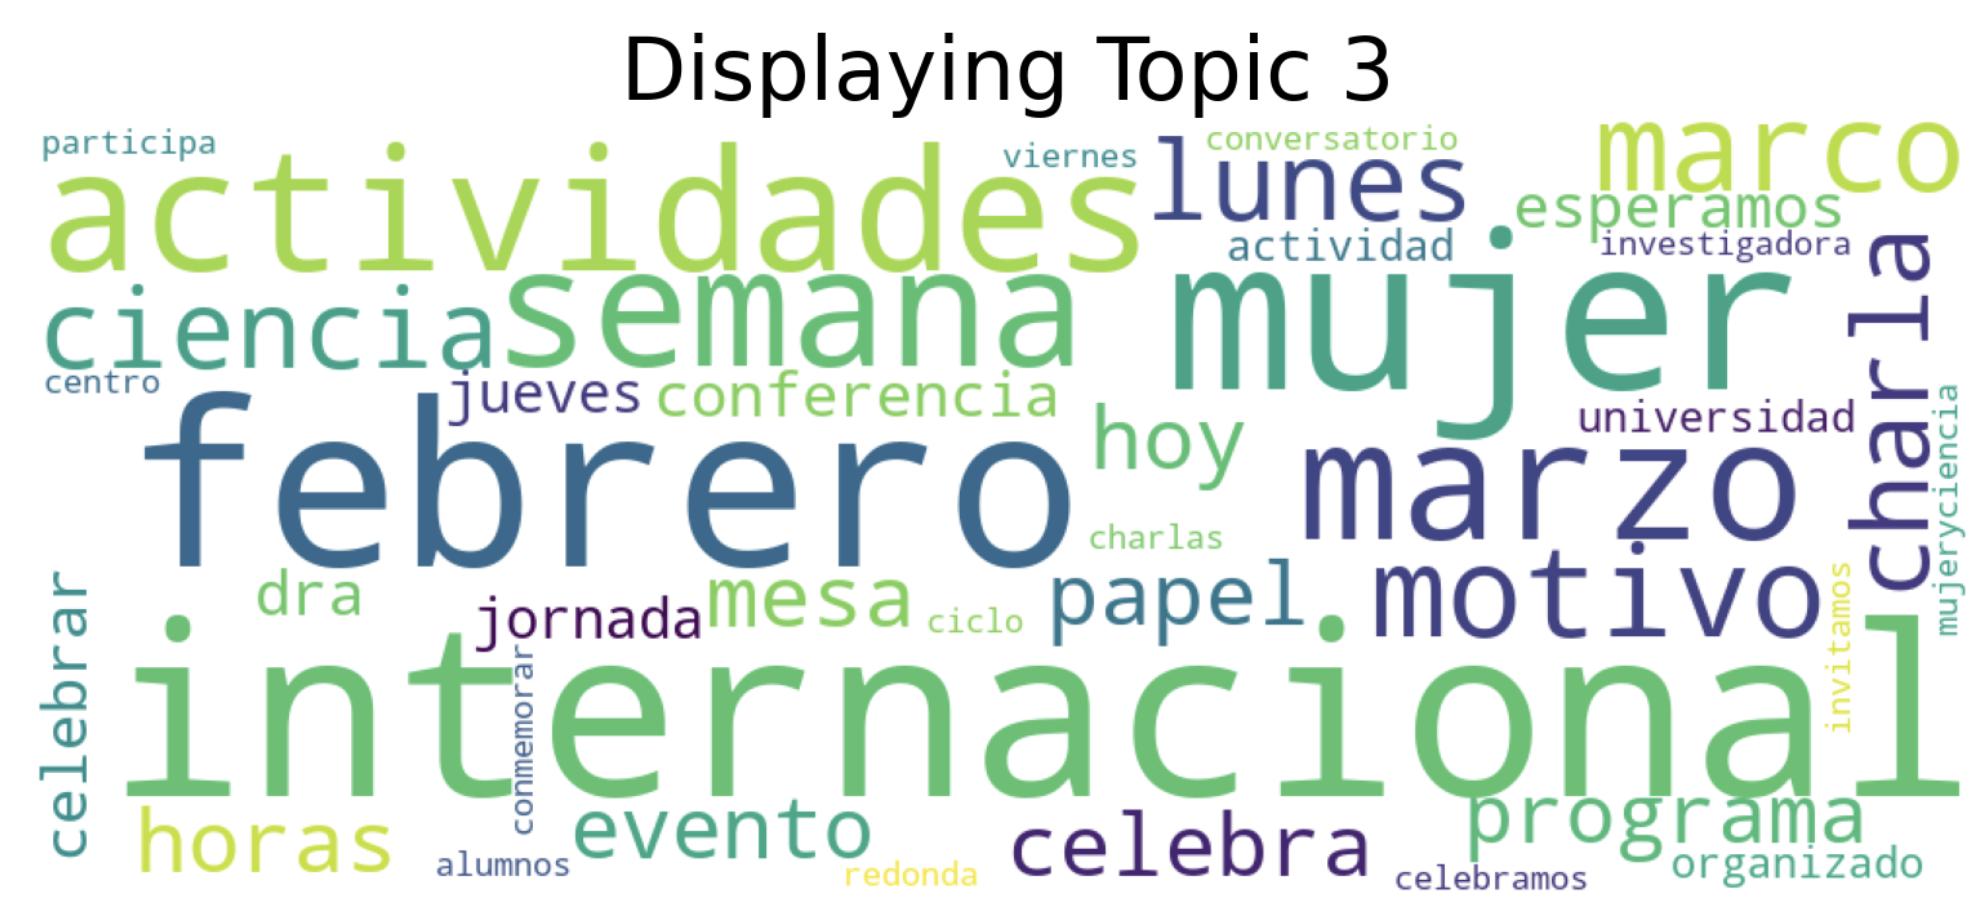 Displaying Topic 3
participa
viernes
conversatorio
marco
actividades
lunes
esperamos
actividad
investigadora
ciencia
semana
mujer
charla
centro
jueves
conferencia
hoy
universidad
mujeryciencia
febrero
marzo
charlas
celebrar
dra
jornada
mesa
ciclo
papel
motivo
invitamos
conmemorar
internacional
horas
evento
celebra
programa
alumnos
redonda
celebramos
organizado